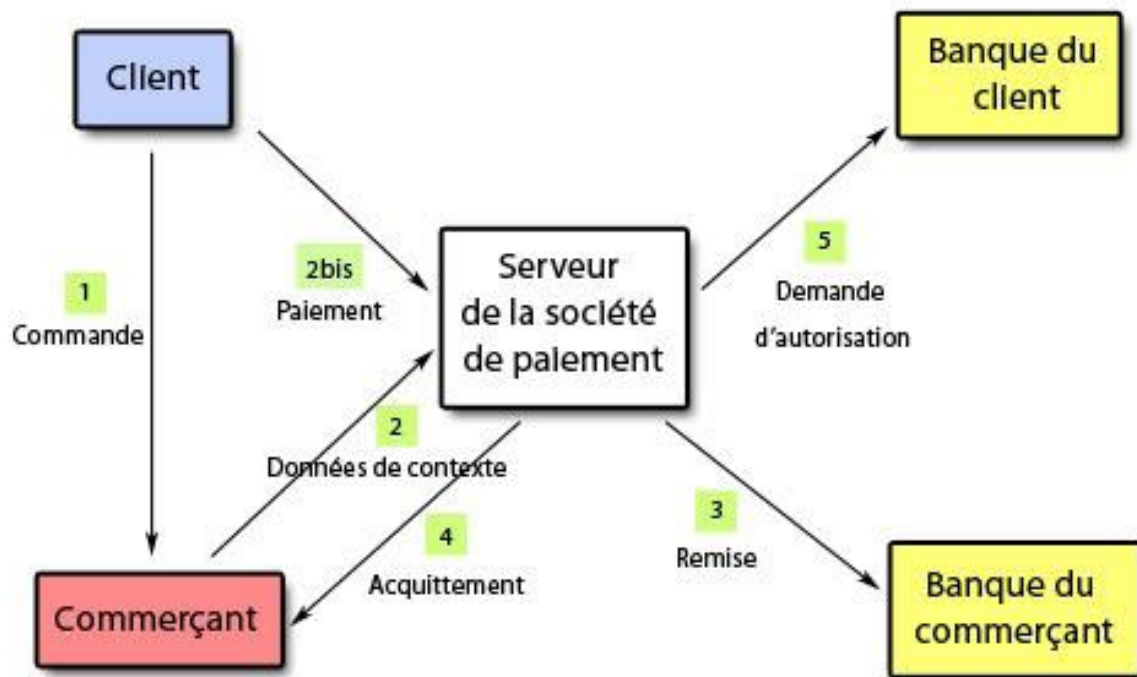 Client
Banque du
client
1
Commande
2bis
Paiement
Serveur
de la société
de paiement
5
Demande
d'autorisation
2
Données de contexte
4
Acquittement
3
Remise
Commerçant
Banque du
commerçant